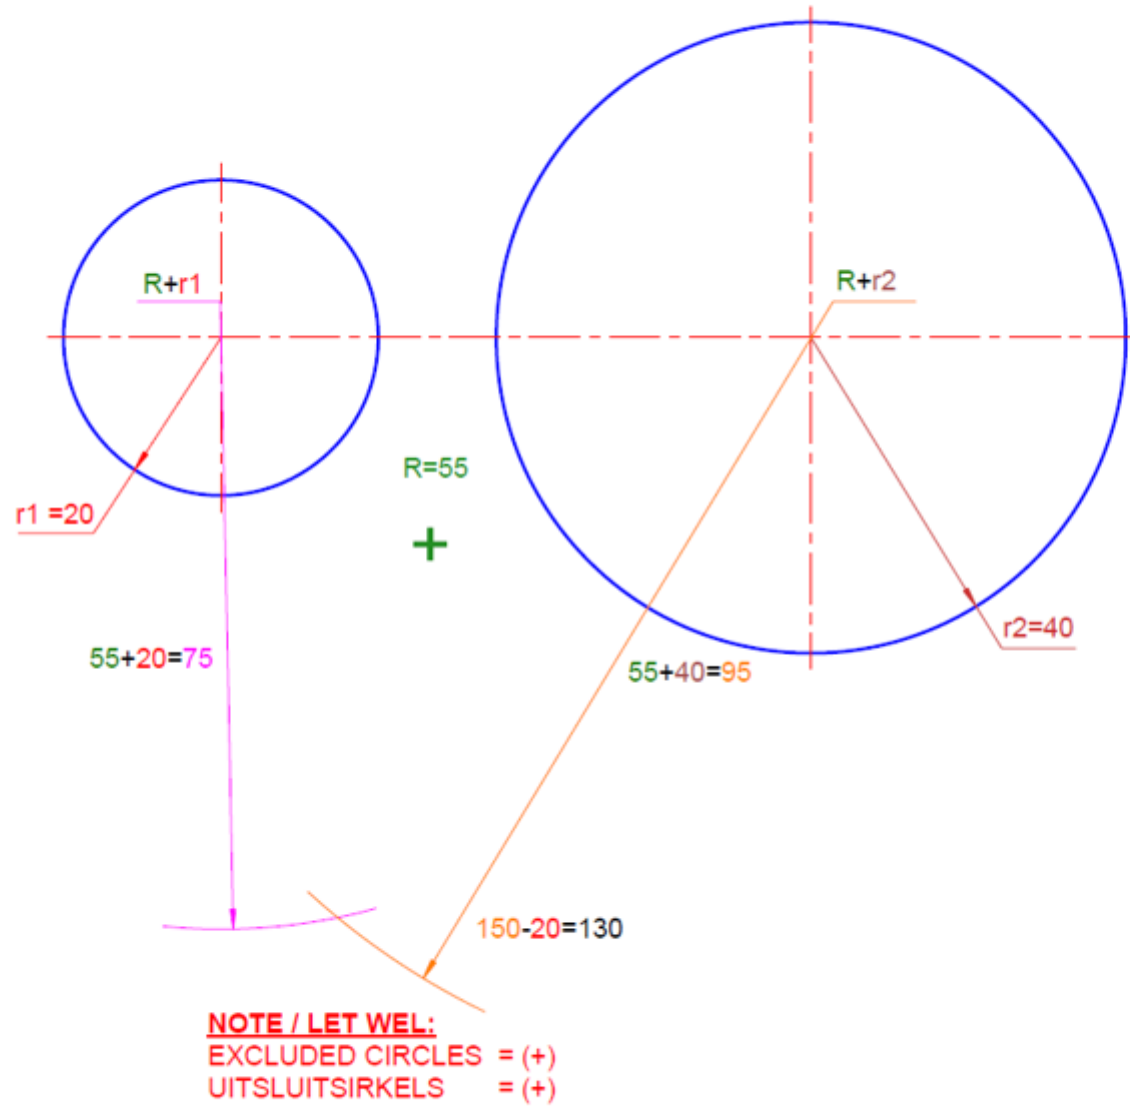 R+r1
R+r2
R=55
r1 =20
r2=40
55+20=75
55+40=95
150-20=130
NOTE / LET WEL:
EXCLUDED CIRCLES = (+)
UITSLUITSIRKELS = (+)